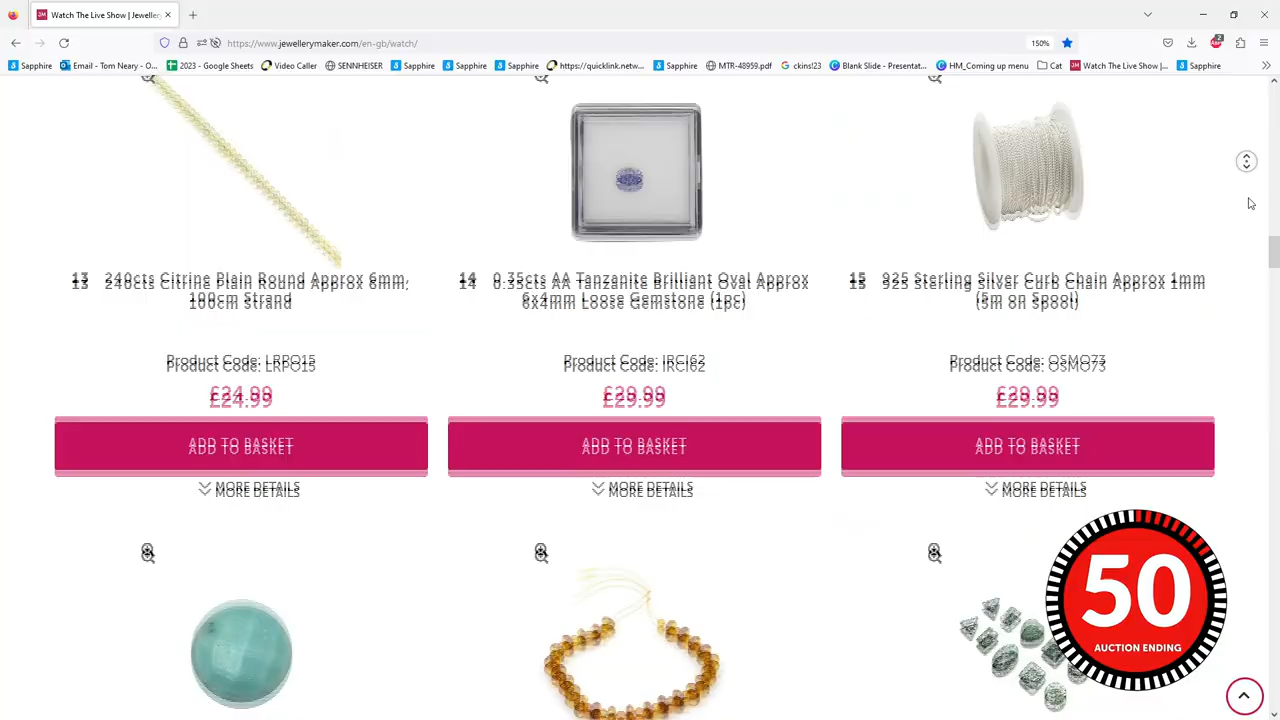 Watch The Live Show | Jeweller
https://www.jewellerymaker.com/en-gb/watch/
150%
2
Sapphire
Email - Tom Neary - O...
2023 - Google Sheets
Video Caller
SENNHEISER
Sapphire
Sapphire
Sapphire
https://quicklink.netw...
Sapphire
MTR-48959.pdf
ckins!23
Blank Slide - Presentat...
HM_Coming up menu
Cat
Watch The Live Show |...
Sapphire
13 240cts Citrine Plain Round Approx 6mm,
100cm Strand
Product Code: LRPO15
£24.99
ADD TO BASKET
MORE DETAILS
14 0.35cts AA Tanzanite Brilliant Oval Approx
6x4mm Loose Gemstone (1pc)
Product Code: IRCI62
£29.99
ADD TO BASKET
MORE DETAILS
15 925 Sterling Silver Curb Chain Approx 1mm
(5m on Spool)
Product Code: OSMO73
£29.99
ADD TO BASKET
MORE DETAILS
50
AUCTION ENDING